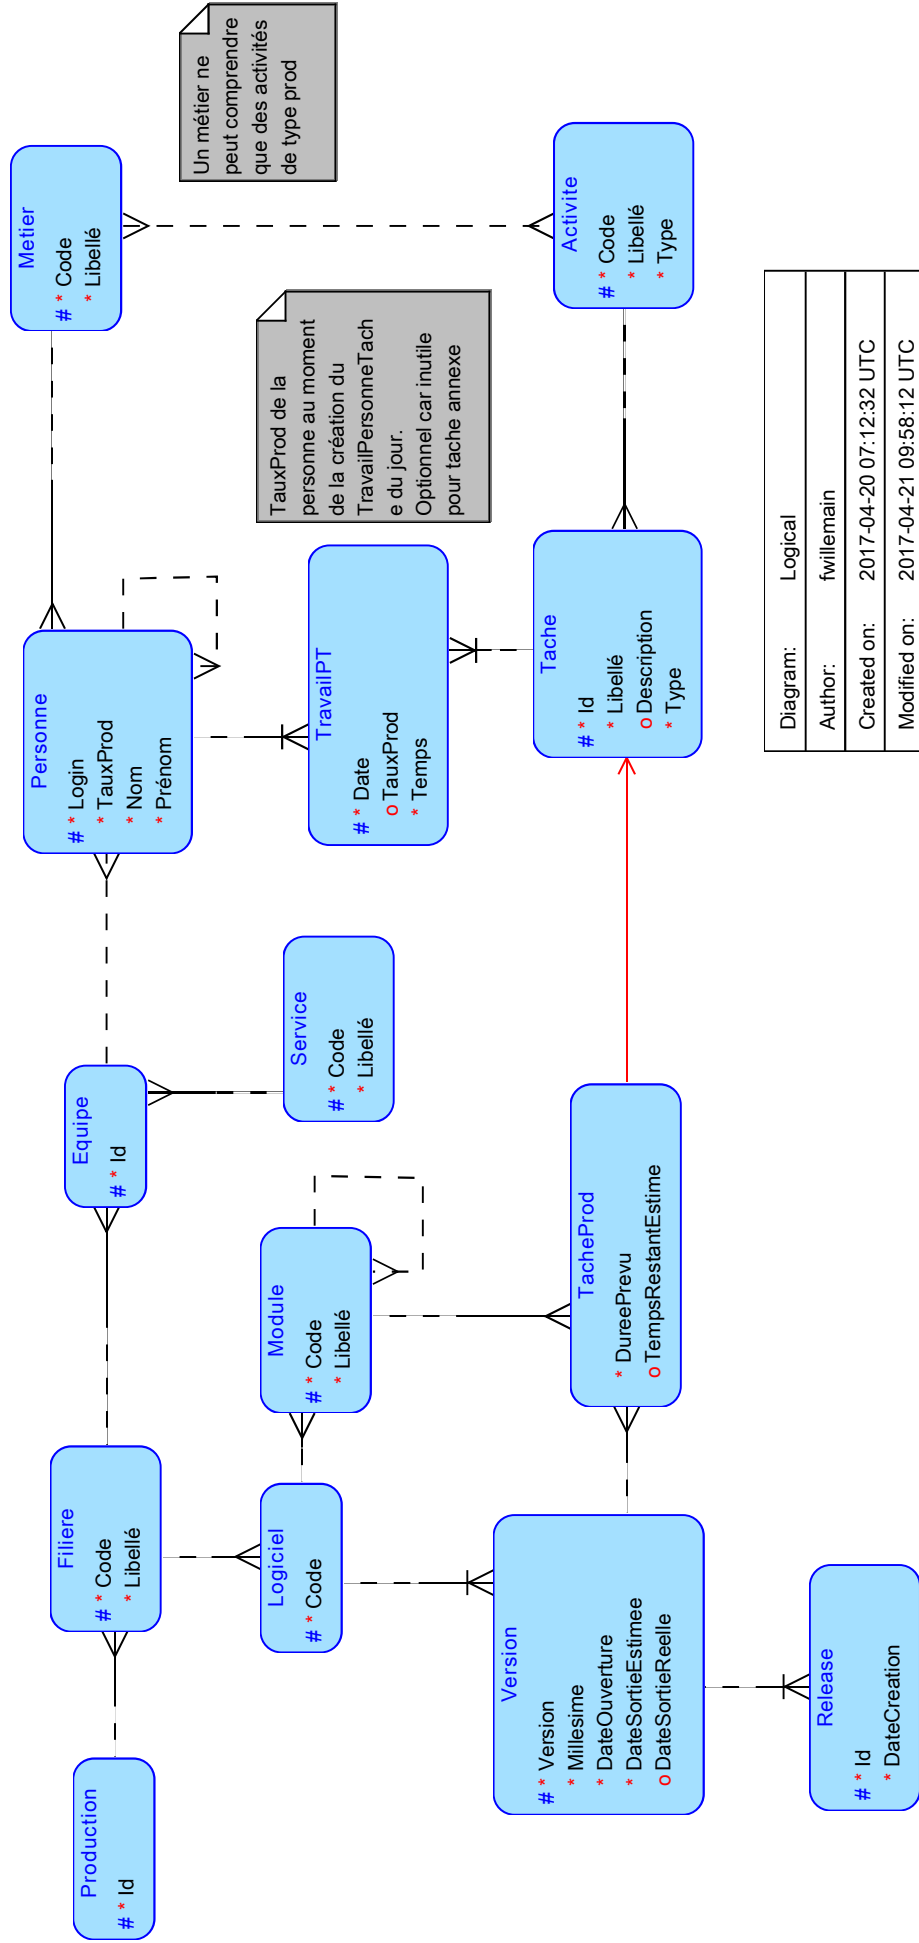 Production
# * Id
Filiere
# * Code
* Libellé
Equipe
# * Id
Personne
# * Login
* TauxProd
* Nom
* Prénom
Metier
# * Code
* Libellé
Un métier ne
peut comprendre
que des activités
de type prod
Logiciel
# * Code
Module
# * Code
* Libellé
Service
# * Code
* Libellé
TravailPT
# * Date
o TauxProd
* Temps
TauxProd de la
personne au moment
de la création du
TravailPersonneTach
e du jour.
Optionnel car inutile
pour tache annexe
Version
# * Version
* Millesime
* DateOuverture
* DateSortieEstimee
o DateSortieReelle
TacheProd
* DureePrevu
o TempsRestantEstime
Tache
# * Id
* Libellé
o Description
* Type
Activite
# * Code
* Libellé
* Type
Release
# * Id
* DateCreation
Diagram: Logical
Author: fwillemain
Created on: 2017-04-20 07:12:32 UTC
Modified on: 2017-04-21 09:58:12 UTC